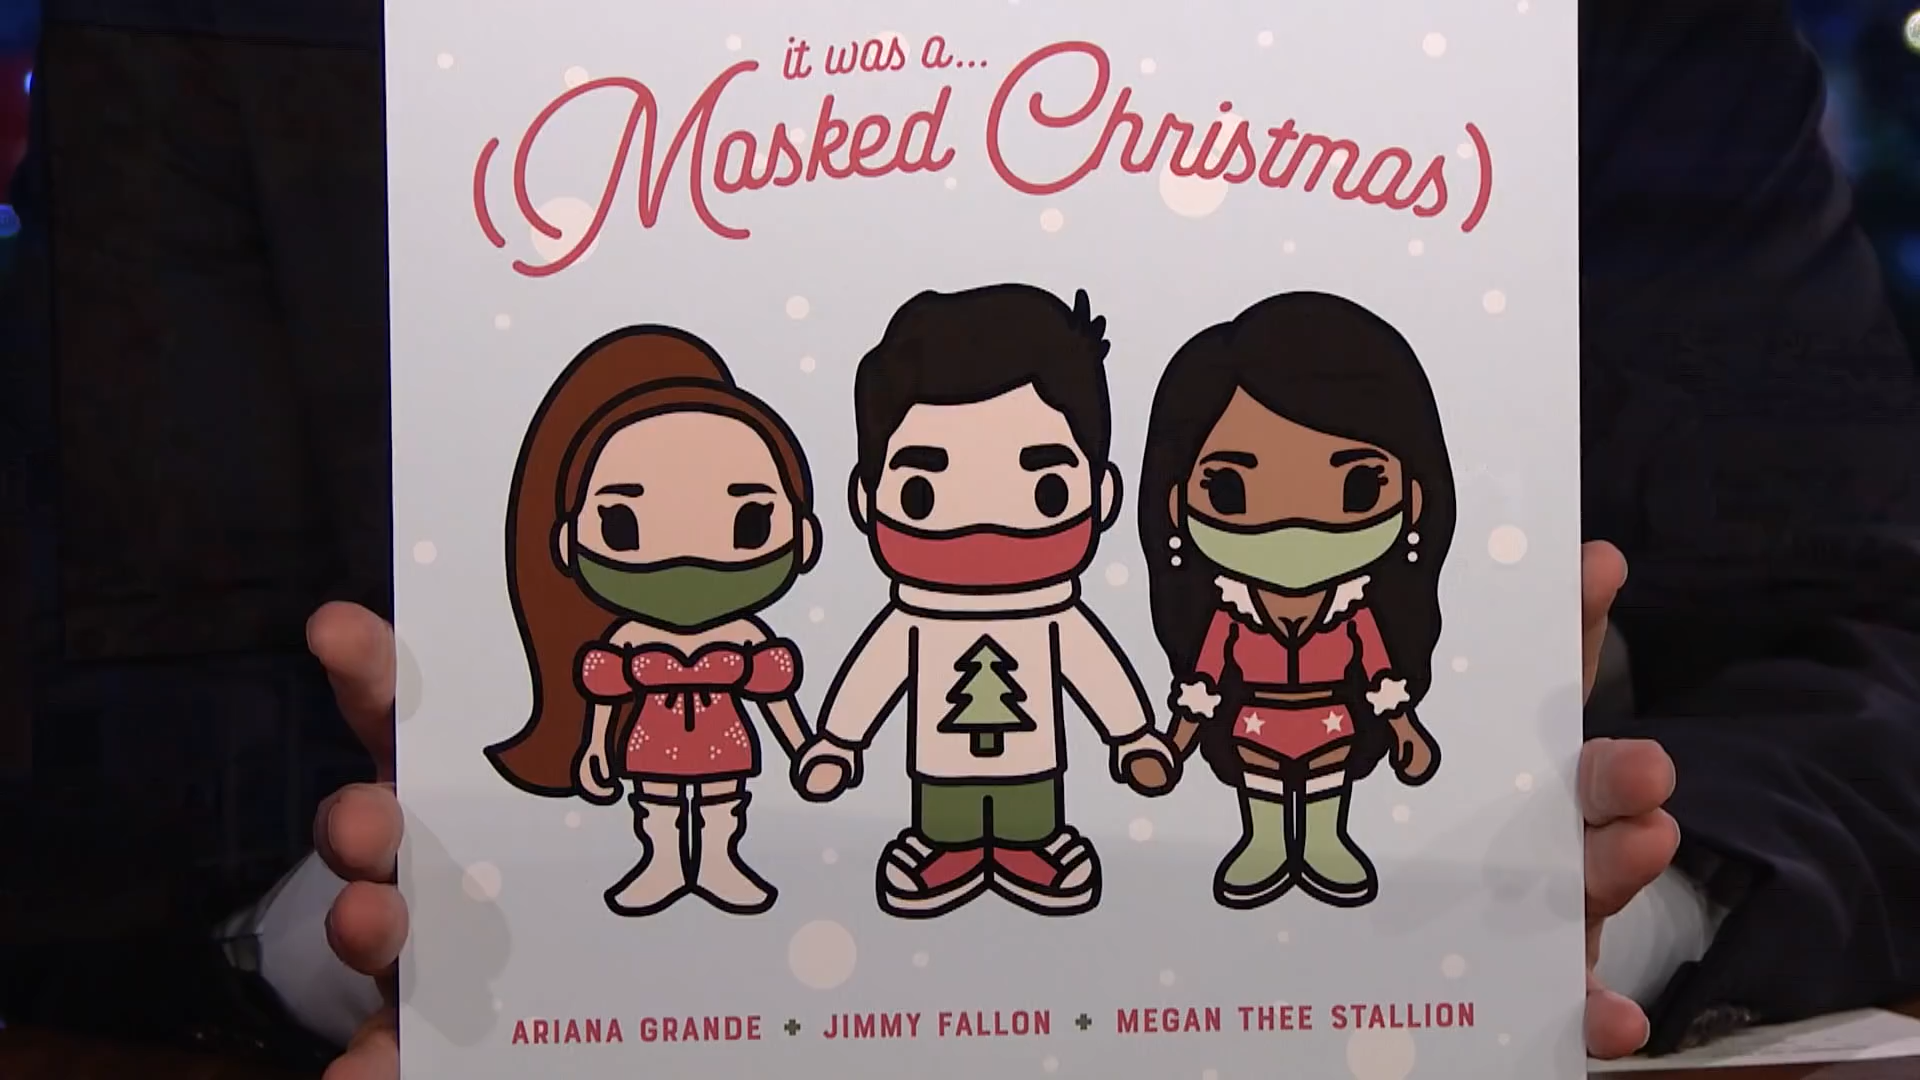 it was a...
(Masked Christmas)
ARIANA GRANDE + JIMMY FALLON + MEGAN THEE STALLION